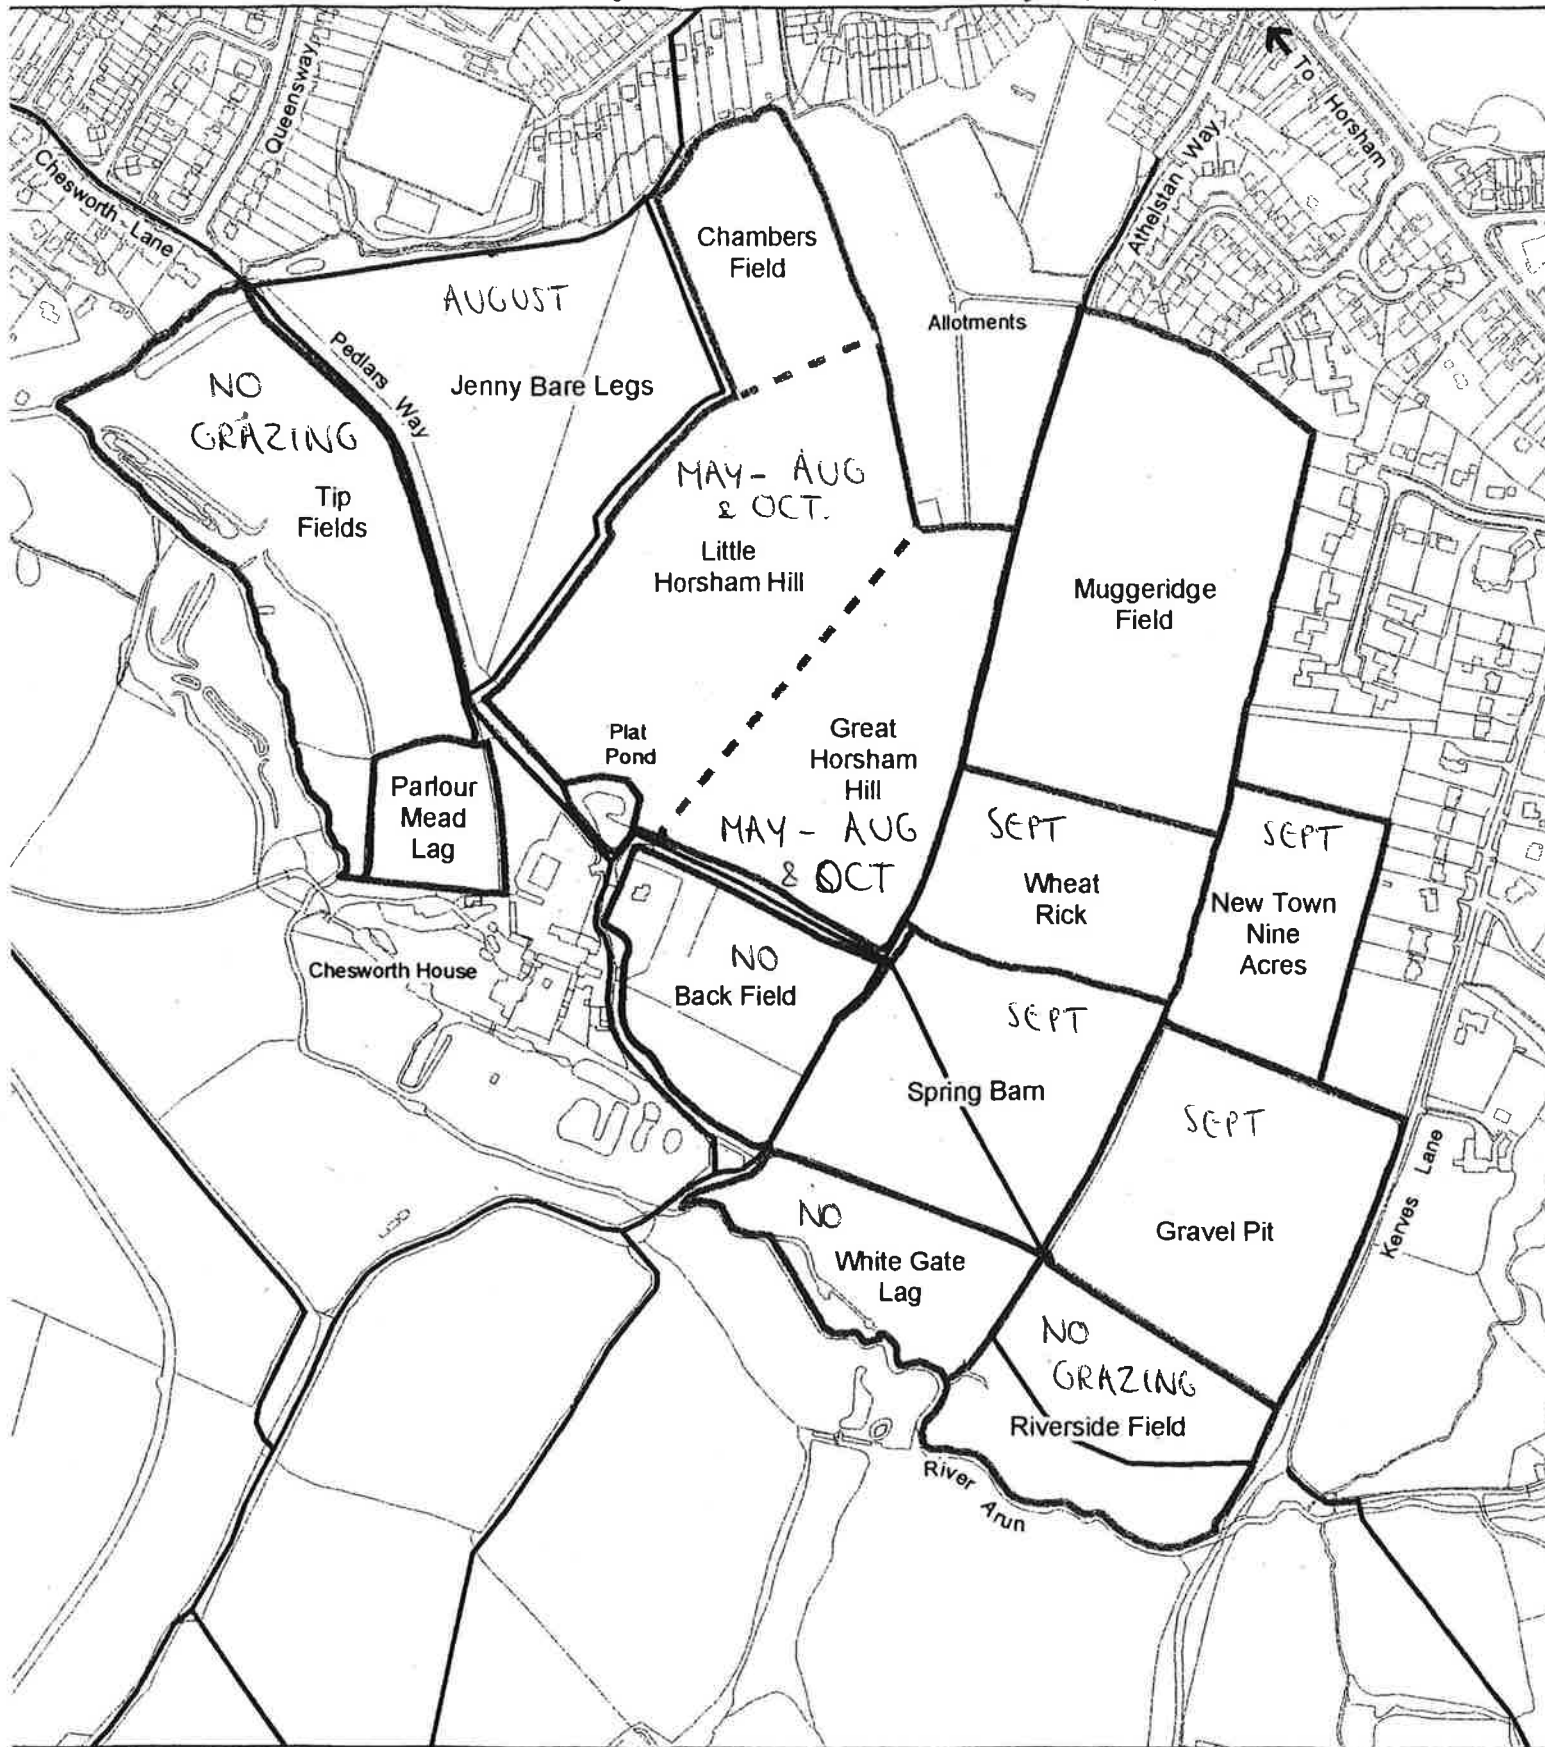 To Horsham
Queensway
Chesworth Lane
Athelstan Way
Chambers
Field
AUGUST
Allotments
Pedlars Way
Jenny Bare Legs
NO
GRAZING
Tip
Fields
MAY - AUG
& OCT.
Little
Horsham Hill
Muggeridge
Field
Plat
Pond
Great
Horsham
Hill
MAY - AUG
& OCT
Parlour
Mead
Lag
SEPT
Wheat
Rick
SEPT
New Town
Nine
Acres
Chesworth House
NO
Back Field
SEPT
Spring Barn
SEPT
Gravel Pit
Kerves Lane
NO
White Gate
Lag
NO
GRAZING
Riverside Field
River Arun